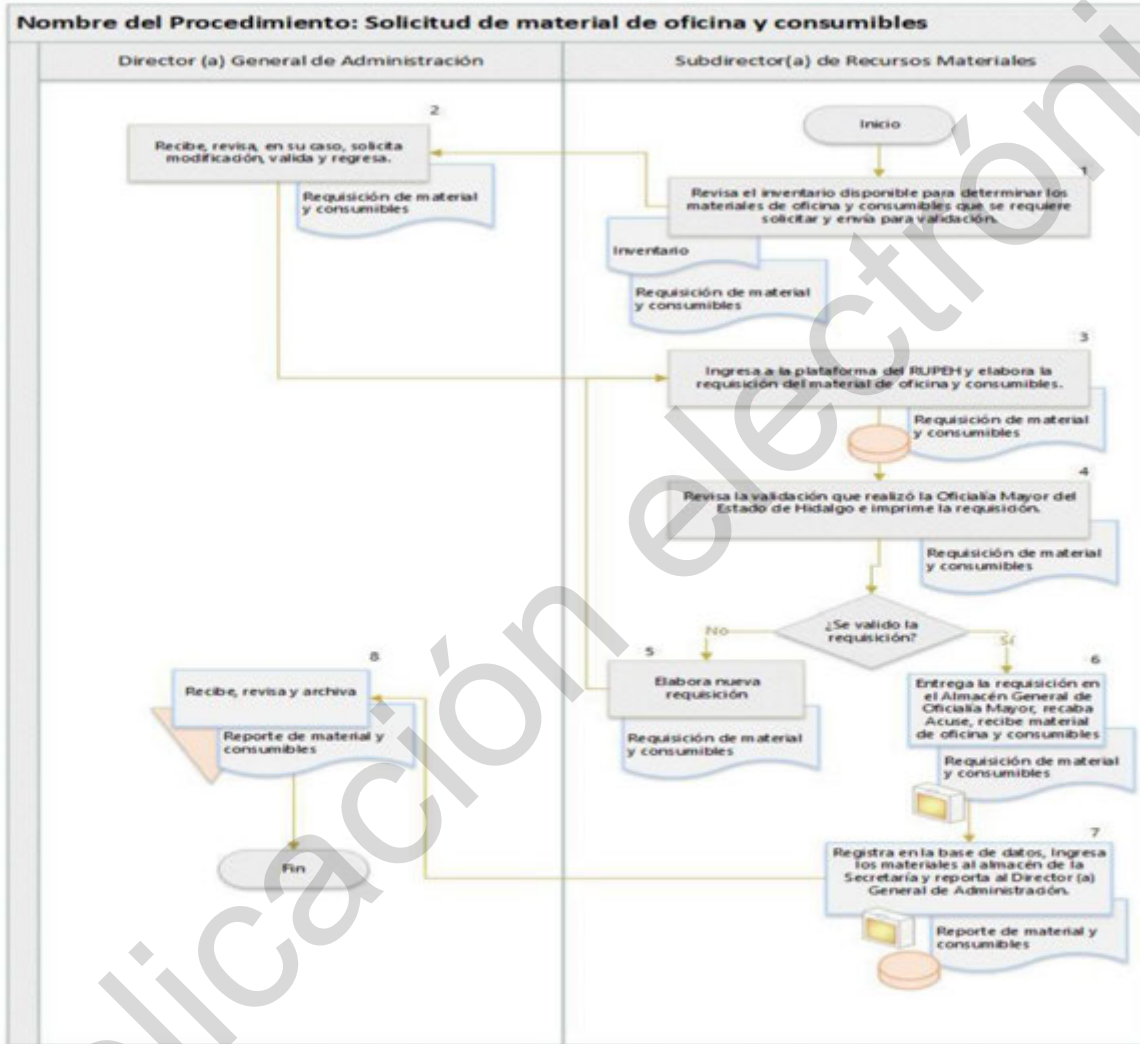 Nombre del Procedimiento: Solicitud de material de oficina y consumibles
Director (a) General de Administración
Subdirector(a) de Recursos Materiales
Inicio
1
Revisa el inventario disponible para determinar los
materiales de oficina y consumibles que se requiere
solicitar y envía para validación.
Inventario
Requisición de material
y consumibles
2
Recibe, revisa, en su caso, solicita
modificación, valida y regresa.
Requisición de material
y consumibles
3
Ingresa a la plataforma del RUPEH y elabora la
requisición del material de oficina y consumibles.
Requisición de material
y consumibles
4
Revisa la validación que realizó la Oficialía Mayor del
Estado de Hidalgo e imprime la requisición.
Requisición de material
y consumibles
¿Se valido la
requisición?
No
Sí
5
Elabora nueva
requisición
Requisición de material
y consumibles
6
Entrega la requisición en
el Almacén General de
Oficialía Mayor, recaba
Acuse, recibe material
de oficina y consumibles
Requisición de material
y consumibles
7
Registra en la base de datos, Ingresa
los materiales al almacén de la
Secretaría y reporta al Director (a)
General de Administración.
Reporte de material y
consumibles
8
Recibe, revisa y archiva
Reporte de material y
consumibles
Fin
licación electróni